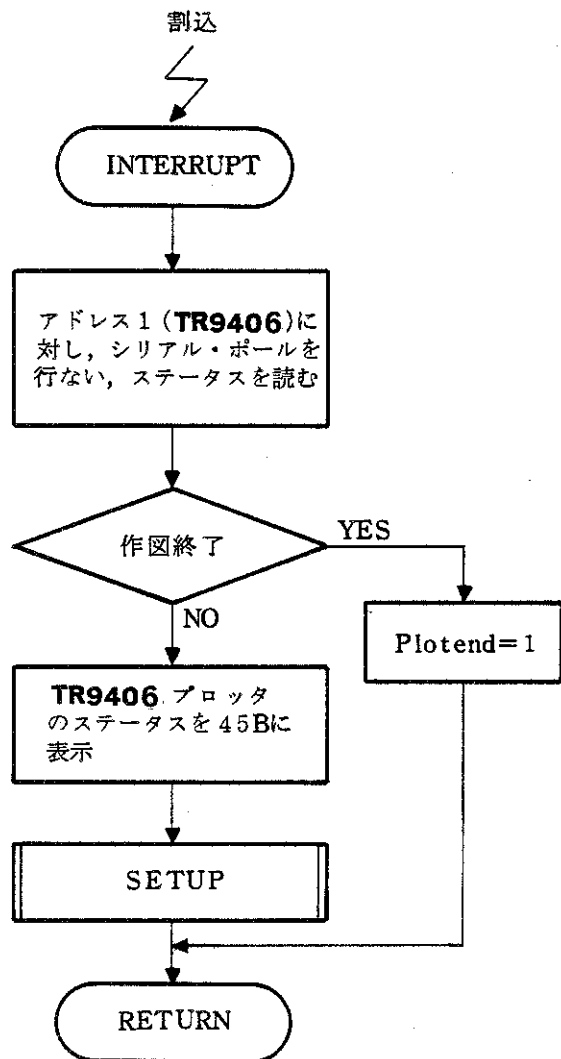 割込
INTERRUPT
アドレス1(TR9406)に
対し,シリアル・ポールを
行ない,ステータスを読む
作図終了
YES
NO
Plotend=1
TR9406 プロッタ
のステータスを45Bに
表示
SETUP
RETURN